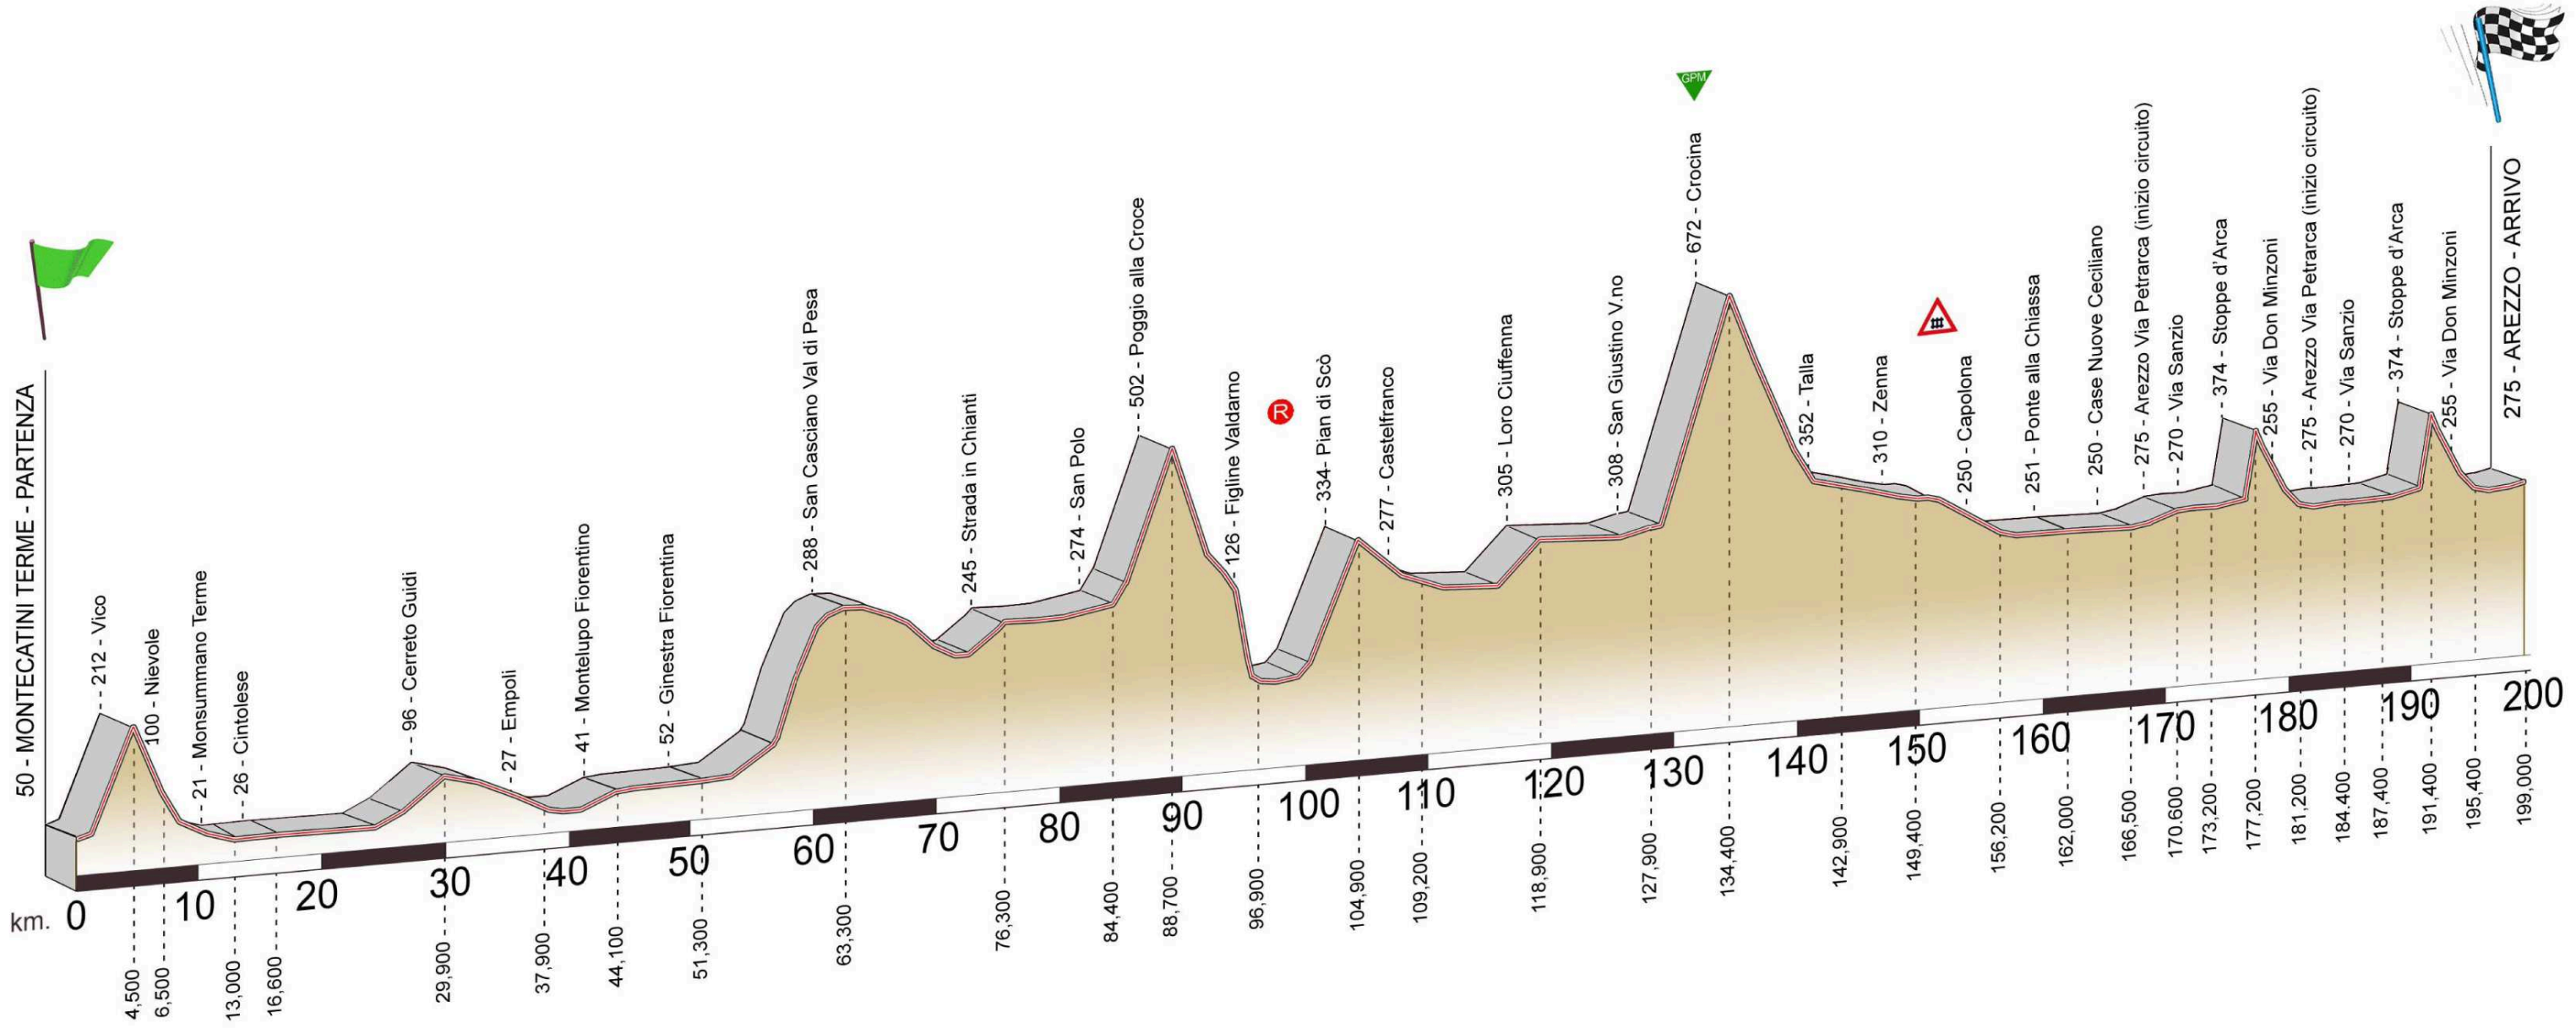 GPM
R
50 - MONTECATINI TERME - PARTENZA
212 - Vico
100 - Nievole
21 - Monsummano Terme
26 - Cintolese
96 - Cerreto Guidi
27 - Empoli
41 - Montelupo Fiorentino
52 - Ginestra Fiorentina
288 - San Casciano Val di Pesa
245 - Strada in Chianti
274 - San Polo
502 - Poggio alla Croce
126 - Figline Valdarno
334- Pian di Scò
277 - Castelfranco
305 - Loro Ciuffenna
308 - San Giustino V.no
672 - Crocina
352 - Talla
310 - Zenna
250 - Capolona
251 - Ponte alla Chiassa
250 - Case Nuove Ceciliano
275 - Arezzo Via Petrarca (inizio circuito)
270 - Via Sanzio
374 - Stoppe d'Arca
255 - Via Don Minzoni
275 - Arezzo Via Petrarca (inizio circuito)
270 - Via Sanzio
374 - Stoppe d'Arca
255 - Via Don Minzoni
275 - AREZZO - ARRIVO
km.
0
10
20
30
40
50
60
70
80
90
100
110
120
130
140
150
160
170
180
190
200
4,500
6,500
13,000
16,600
29,900
37,900
44,100
51,300
63,300
76,300
84,400
88,700
96,900
104,900
109,200
118,900
127,900
134,400
142,900
149,400
156,200
162,000
166,500
170.600
173,200
177,200
181,200
184.400
187,400
191,400
195,400
199,000